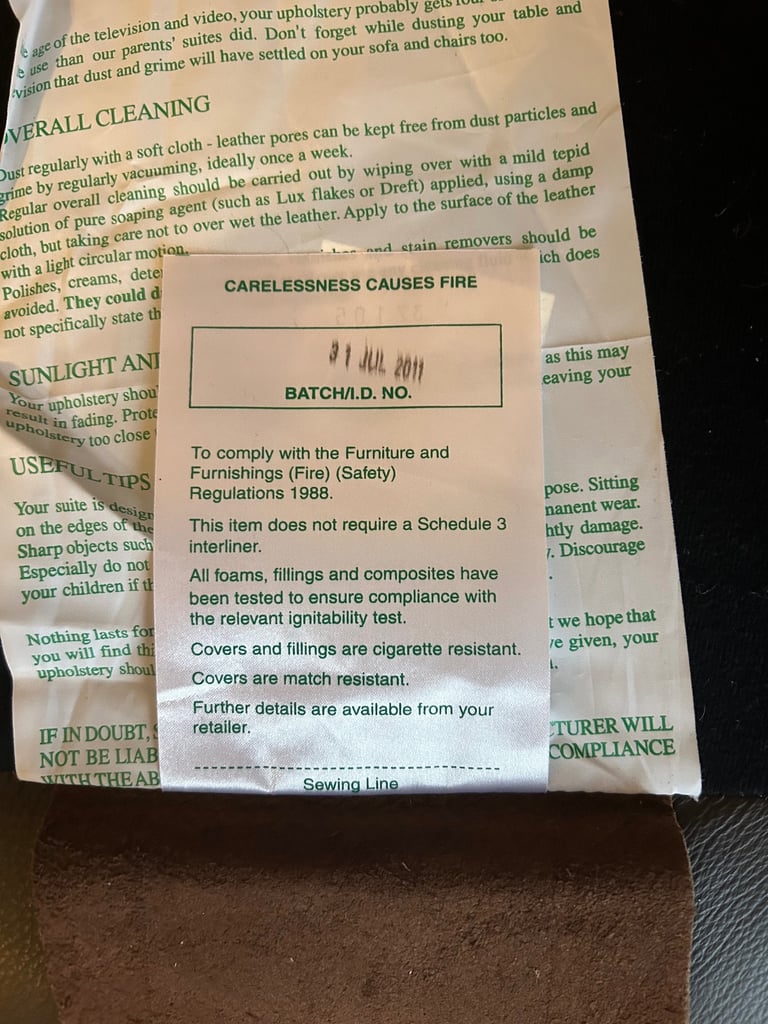 age of the television and video, your upholstery probably gets
use than our parents' suites did. Don't forget while dusting your table and
vision that dust and grime will have settled on your sofa and chairs too.
VERALL CLEANING
Dust regularly with a soft cloth - leather pores can be kept free from dust particles and
grime by regularly vacuuming, ideally once a week.
Regular overall cleaning should be carried out by wiping over with a mild tepid
solution of pure soaping agent (such as Lux flakes or Dreft) applied, using a damp
cloth, but taking care not to over wet the leather. Apply to the surface of the leather
with a light circular motion.
Polishes, creams, dete and stain removers should be
avoided. They could d ich does
not specifically state th
SUNLIGHT AN as this may
Your upholstery shou eaving your
result in fading. Prote
upholstery too close
USEFUL TIPS
Your suite is design pose. Sitting
on the edges of the nanent wear.
Sharp objects such htly damage.
Especially do not . Discourage
your children if th
Nothing lasts for t we hope that
you will find thi e given, your
upholstery shoul
IF IN DOUBT, TURER WILL
NOT BE LIAB COMPLIANCE
WITH THE AB
CARELESSNESS CAUSES FIRE
31 JUL 2011
BATCH/I.D. NO.
To comply with the Furniture and
Furnishings (Fire) (Safety)
Regulations 1988.
This item does not require a Schedule 3
interliner.
All foams, fillings and composites have
been tested to ensure compliance with
the relevant ignitability test.
Covers and fillings are cigarette resistant.
Covers are match resistant.
Further details are available from your
retailer.
Sewing Line